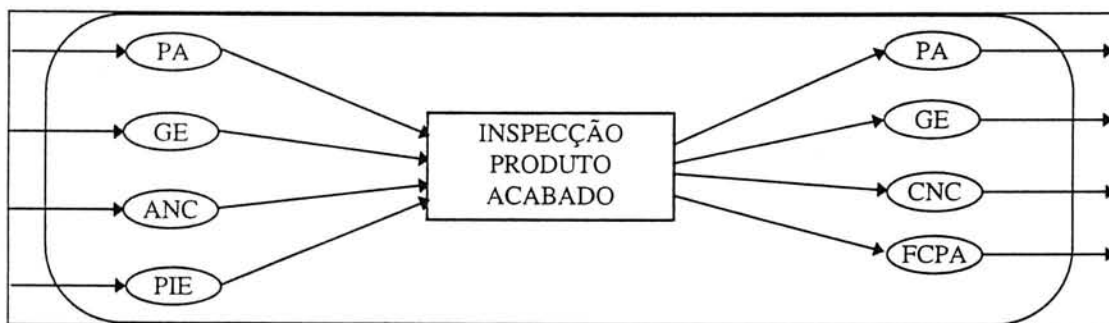 PA
GE
ANC
PIE
INSPECÇÃO
PRODUTO
ACABADO
PA
GE
CNC
FCPA